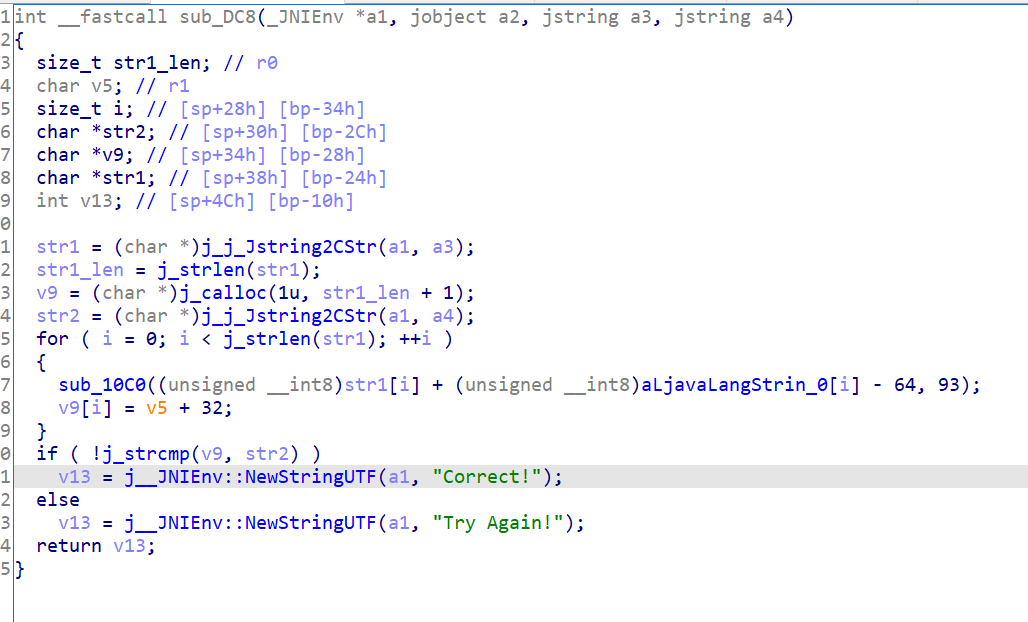 1 int __fastcall sub_DC8(_JNIEnv *a1, jobject a2, jstring a3, jstring a4)
2 {
3   size_t str1_len; // r0
4   char v5; // r1
5   size_t i; // [sp+28h] [bp-34h]
6   char *str2; // [sp+30h] [bp-2Ch]
7   char *v9; // [sp+34h] [bp-28h]
8   char *str1; // [sp+38h] [bp-24h]
9   int v13; // [sp+4Ch] [bp-10h]
0
1   str1 = (char *)j_j_Jstring2CStr(a1, a3);
2   str1_len = j_strlen(str1);
3   v9 = (char *)j_calloc(1u, str1_len + 1);
4   str2 = (char *)j_j_Jstring2CStr(a1, a4);
5   for ( i = 0; i < j_strlen(str1); ++i )
6   {
7     sub_10C0((unsigned __int8)str1[i] + (unsigned __int8)aLjavaLangStrin_0[i] - 64, 93);
8     v9[i] = v5 + 32;
9   }
0   if ( !j_strcmp(v9, str2) )
1     v13 = j__JNIEnv::NewStringUTF(a1, "Correct!");
2   else
3     v13 = j__JNIEnv::NewStringUTF(a1, "Try Again!");
4   return v13;
5 }